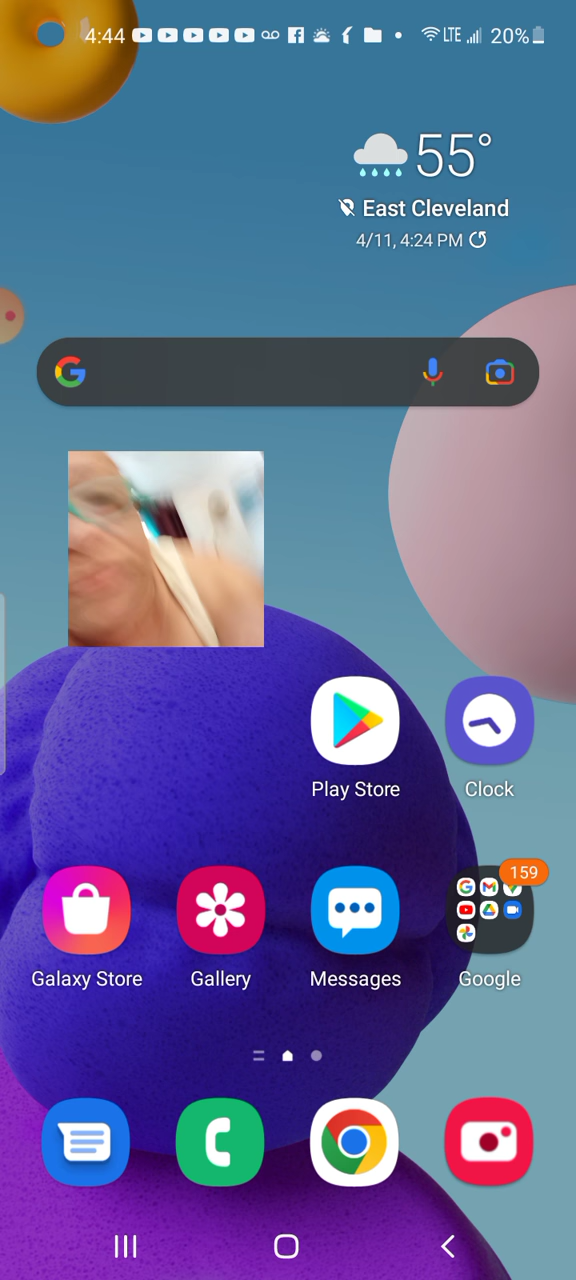 4:44 LTE 20%
55°
East Cleveland
4/11, 4:24 PM
Play Store
Clock
159
Galaxy Store
Gallery
Messages
Google